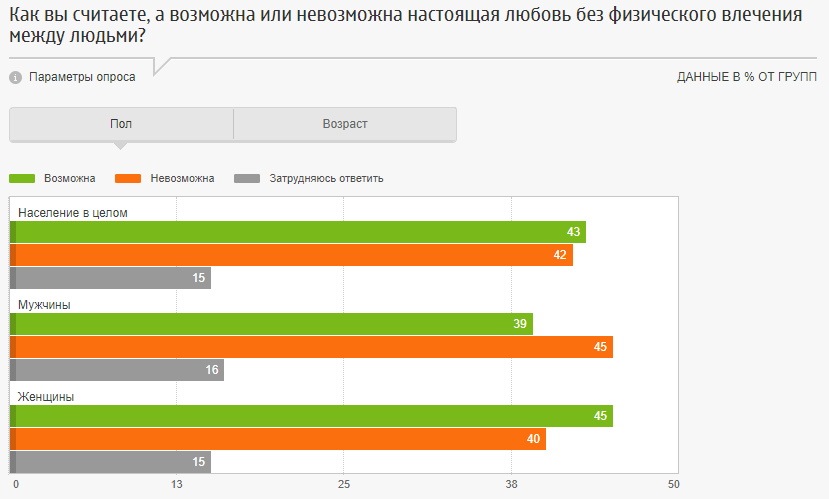 Как вы считаете, а возможна или невозможна настоящая любовь без физического влечения
между людьми?
Параметры опроса
ДАННЫЕ В % ОТ ГРУПП
Пол
Возраст
Возможна
Невозможна
Затрудняюсь ответить
Население в целом
43
42
15
Мужчины
39
45
16
Женщины
45
40
15
0
13
25
38
50